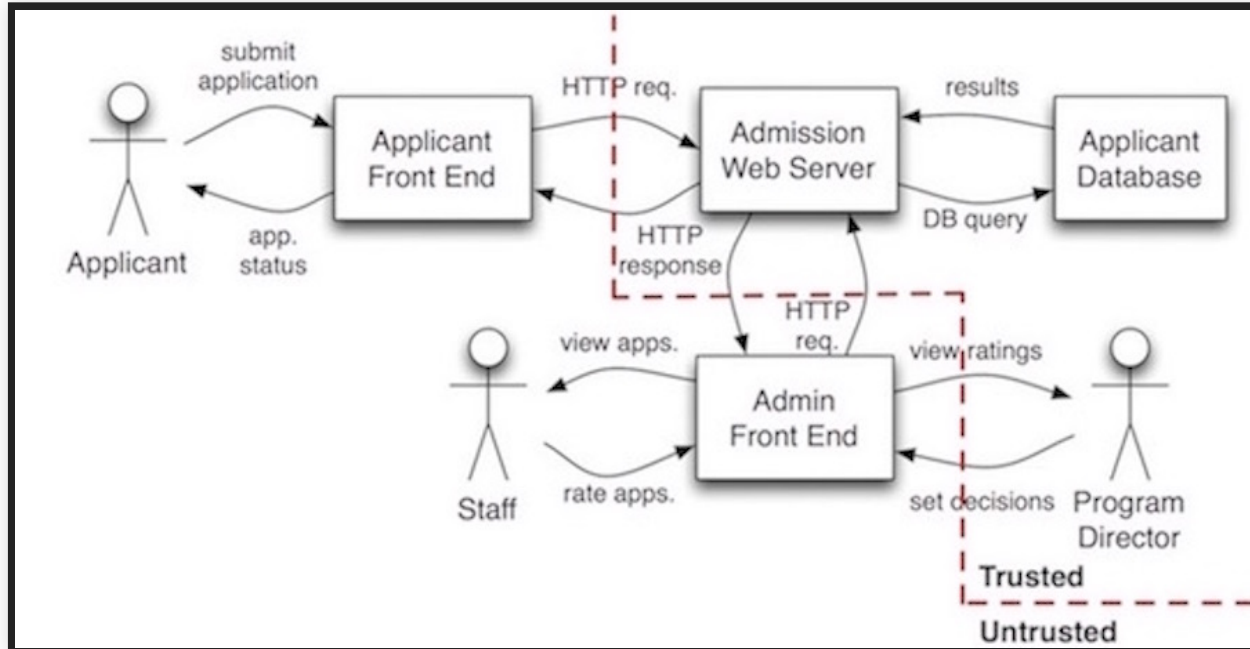 submit
application
HTTP req.
results
Applicant
Front End
Admission
Web Server
Applicant
Database
app.
status
Applicant
HTTP
response
DB query
HTTP
req.
view apps.
view ratings
Admin
Front End
rate apps.
set decisions
Staff
Program
Director
Trusted
Untrusted